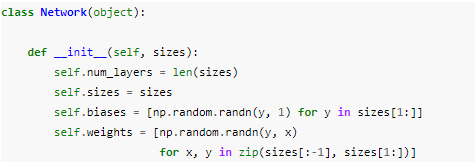 class Network(object):
    def __init__(self, sizes):
        self.num_layers = len(sizes)
        self.sizes = sizes
        self.biases = [np.random.randn(y, 1) for y in sizes[1:]]
        self.weights = [np.random.randn(y, x)
                        for x, y in zip(sizes[:-1], sizes[1:])]